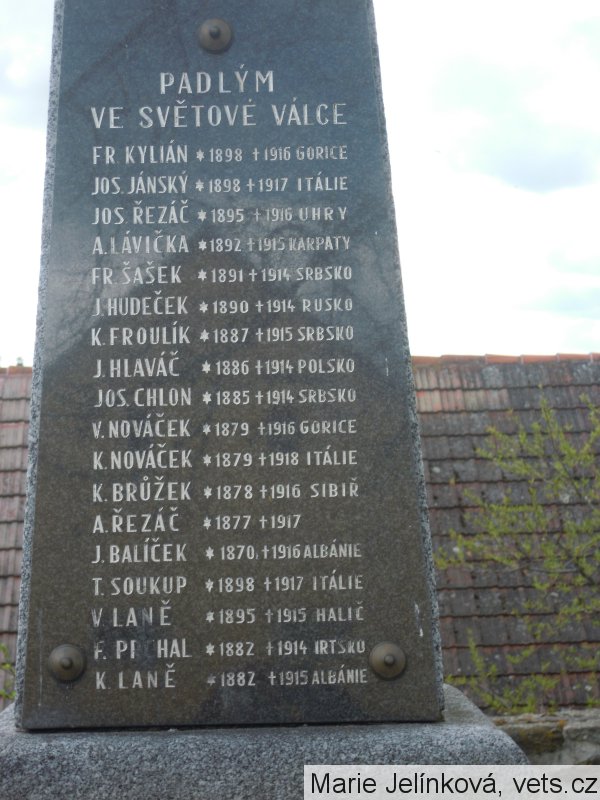 PADLÝM
VE SVĚTOVÉ VÁLCE
FR KYLIÁN * 1898 † 1916 GORICE
JOS. JÁNSKÝ * 1898 † 1917 ITÁLIE
JOS. ŘEZÁČ * 1895 † 1916 UHRY
A. LÁVIČKA * 1892 † 1915 KARPATY
FR. ŠAŠEK * 1891 † 1914 SRBSKO
J. HUDEČEK * 1890 † 1914 RUSKO
K. FROULÍK * 1887 † 1915 SRBSKO
J. HLAVÁČ * 1886 † 1914 POLSKO
JOS. CHLON * 1885 † 1914 SRBSKO
V. NOVÁČEK * 1879 † 1916 GORICE
K. NOVÁČEK * 1879 † 1918 ITÁLIE
K. BRŮŽEK * 1878 † 1916 SIBIŘ
A. ŘEZÁČ * 1877 † 1917
J. BALÍČEK * 1870. † 1916 ALBÁNIE
T. SOUKUP * 1898 † 1917 ITÁLIE
V LANĚ * 1895 † 1915 HALIČ
F. * 1882 † 1914 IRTSKO
K. LANĚ * 1882 † 1915 ALBÁNIE
Marie Jelínková, vets.cz